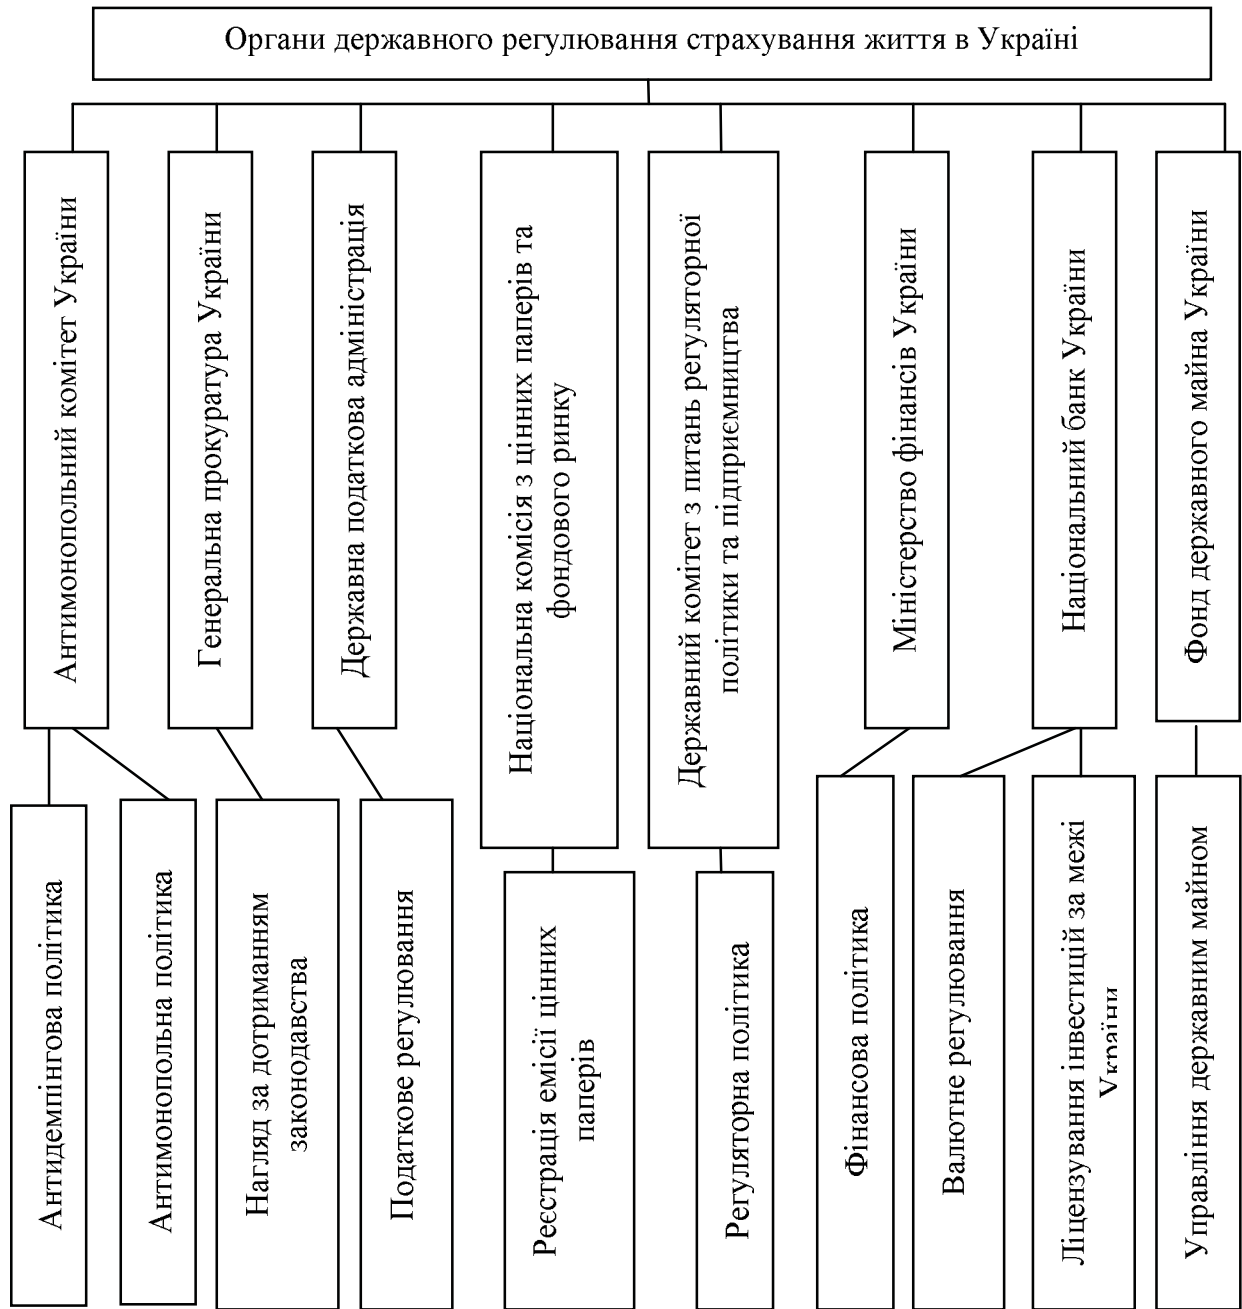 Органи державного регулювання страхування життя в Україні
Антимонопольний комітет України
Генеральна прокуратура України
Державна податкова адміністрація
Національна комісія з цінних паперів та
фондового ринку
Державний комітет з питань регуляторної
політики та підприємництва
Міністерство фінансів України
Національний банк України
Фонд державного майна України
Антидемпінгова політика
Антимонопольна політика
Нагляд за дотриманням
законодавства
Податкове регулювання
Реєстрація емісії цінних
паперів
Регуляторна політика
Фінансова політика
Валютне регулювання
Ліцензування інвестицій за межі
України
Управління державним майном